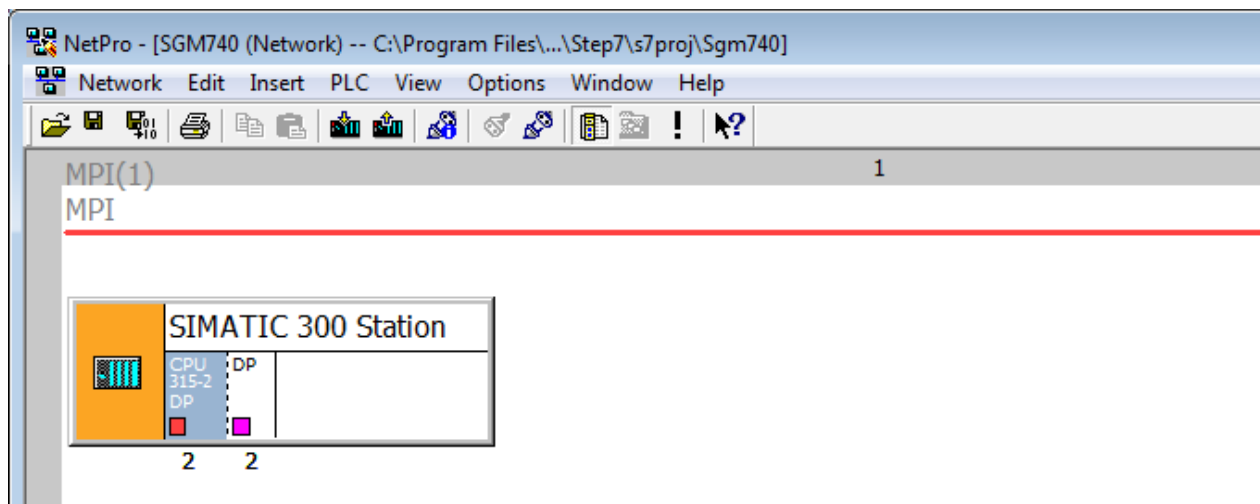 NetPro - [SGM740 (Network) -- C:\Program Files\...\Step7\s7proj\Sgm740]
Network Edit Insert PLC View Options Window Help
MPI(1)
1
MPI
SIMATIC 300 Station
CPU DP
315-2
DP
2 2